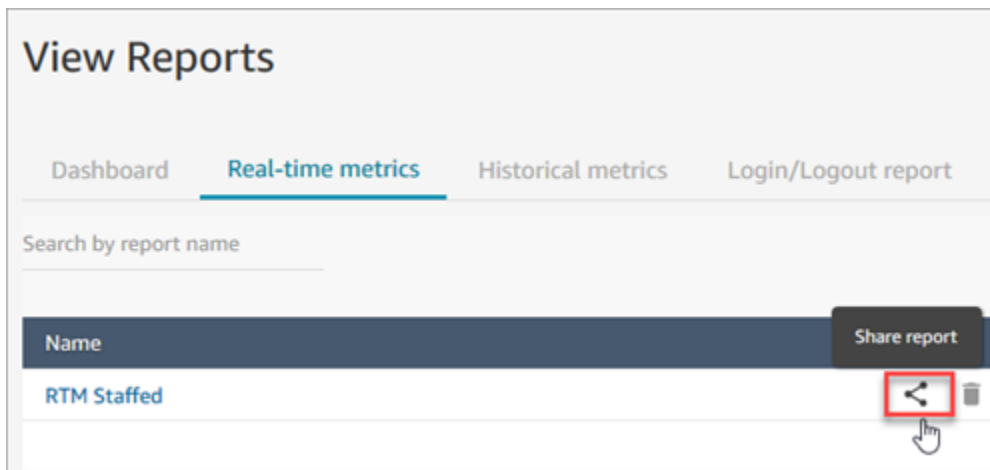 View Reports
Dashboard Real-time metrics Historical metrics Login/Logout report
Search by report name
Name Share report
RTM Staffed